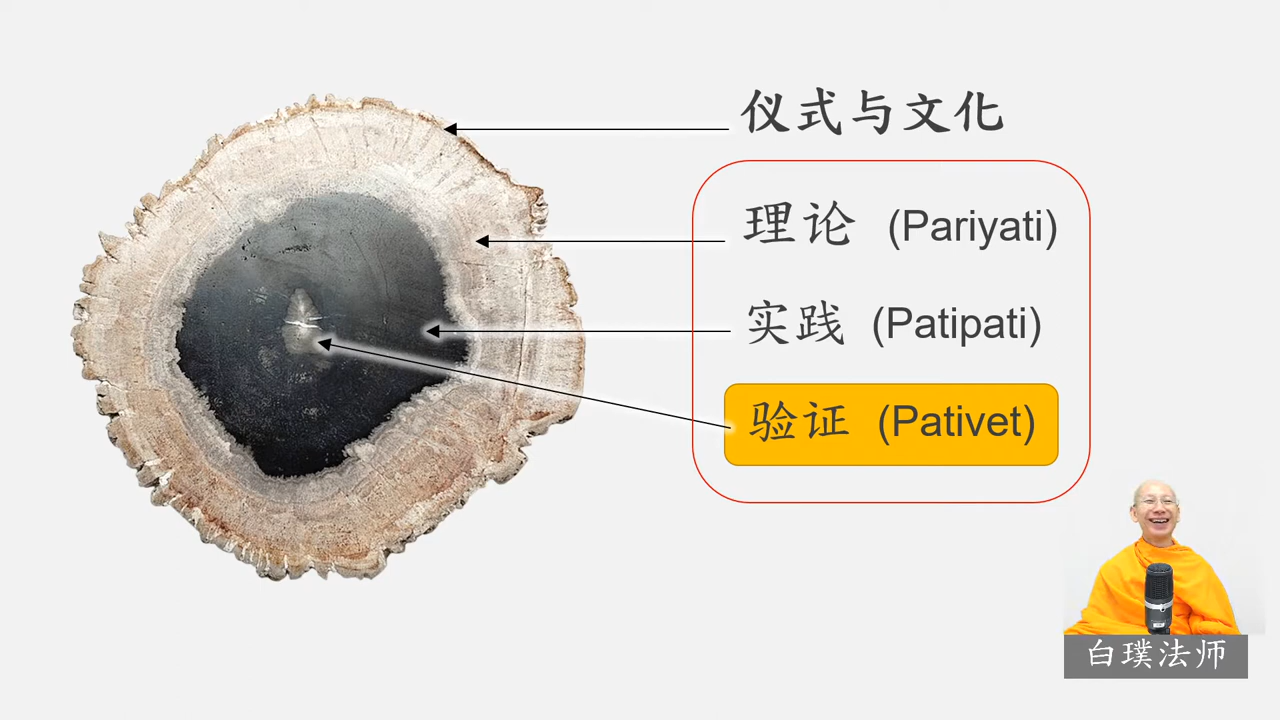 仪式与文化
理论 (Pariyati)
实践 (Patipati)
验证 (Pativet)
白璞法师